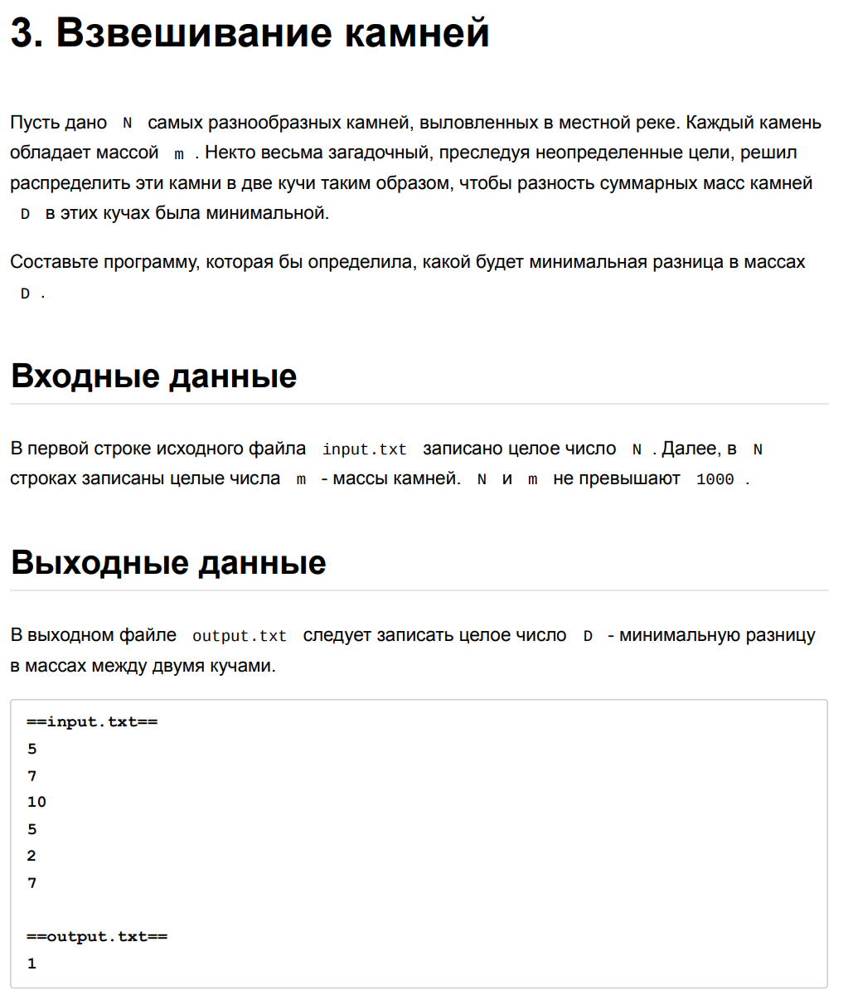 3. Взвешивание камней
Пусть дано N самых разнообразных камней, выловленных в местной реке. Каждый камень
обладает массой m . Некто весьма загадочный, преследуя неопределенные цели, решил
распределить эти камни в две кучи таким образом, чтобы разность суммарных масс камней
D в этих кучах была минимальной.
Составьте программу, которая бы определила, какой будет минимальная разница в массах
D .
Входные данные
В первой строке исходного файла input.txt записано целое число N . Далее, в N
строках записаны целые числа m - массы камней. N и m не превышают 1000 .
Выходные данные
В выходном файле output.txt следует записать целое число D - минимальную разницу
в массах между двумя кучами.
==input.txt==
5
7
10
5
2
7
==output.txt==
1